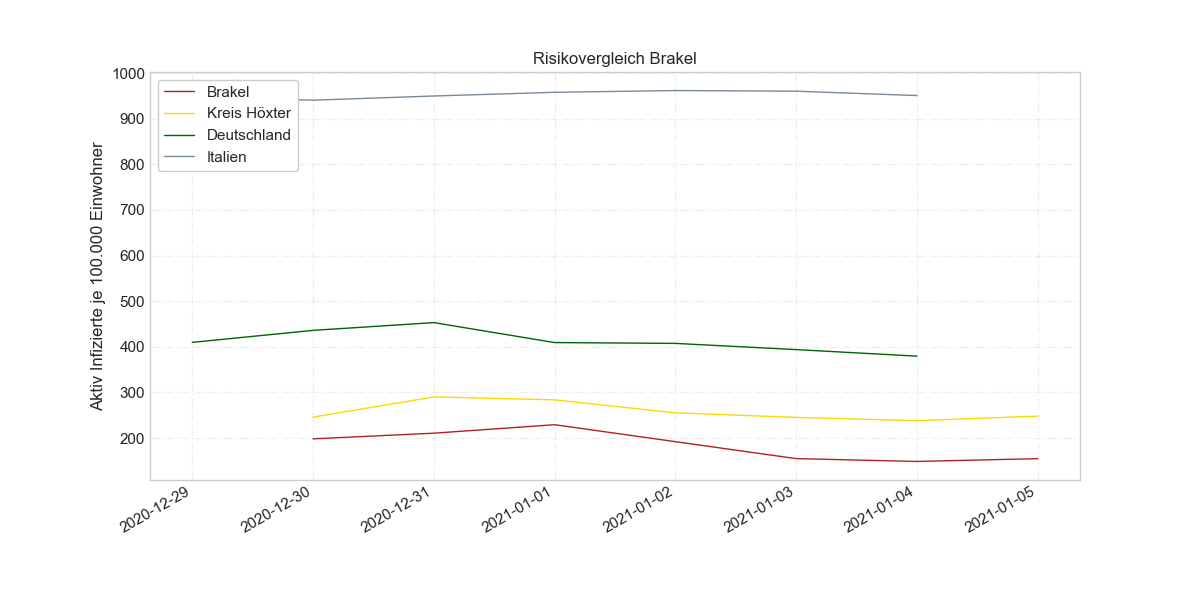 Risikovergleich Brakel
Aktiv Infizierte je 100.000 Einwohner
1000
900
800
700
600
500
400
300
200
Brakel
Kreis Höxter
Deutschland
Italien
2020-12-29
2020-12-30
2020-12-31
2021-01-01
2021-01-02
2021-01-03
2021-01-04
2021-01-05